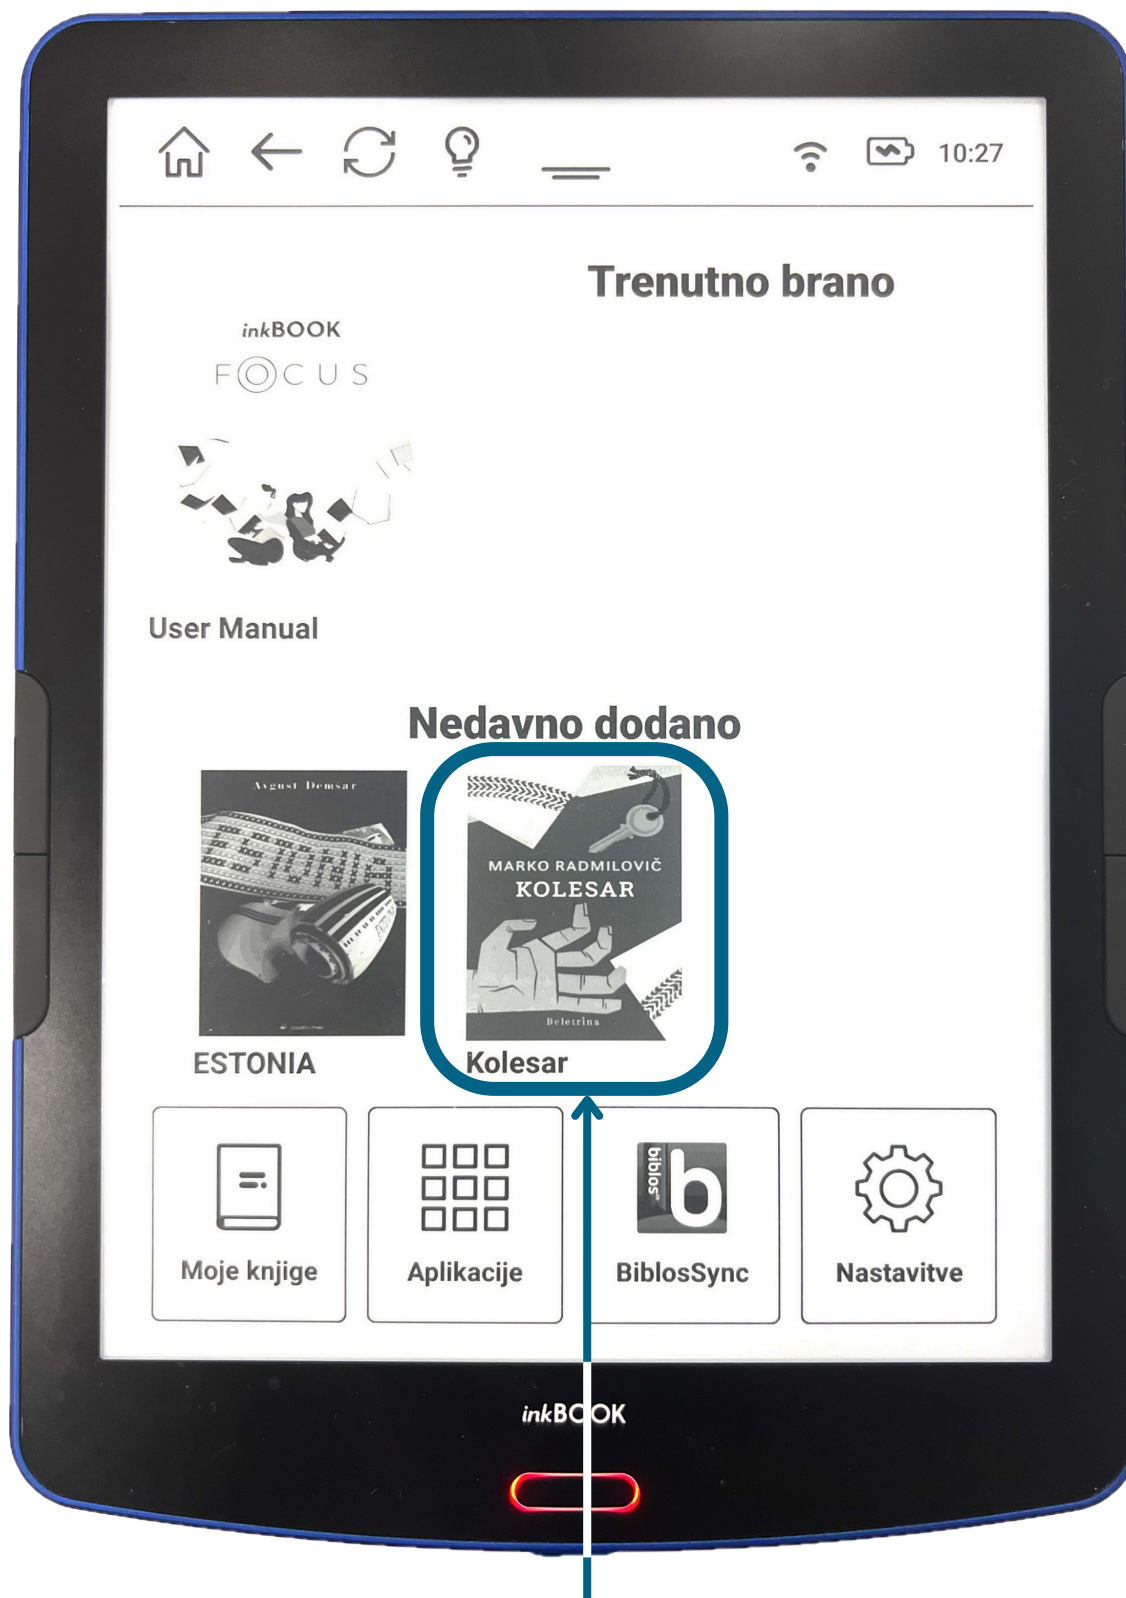 10:27
Trenutno brano
inkBOOK
FOCUS
User Manual
Nedavno dodano
Avgust Demšar
ESTONIA
MARKO RADMILOVIČ
KOLESAR
Beletrina
ESTONIA
Kolesar
biblos
b
Moje knjige
Aplikacije
BiblosSync
Nastavitve
inkBOOK